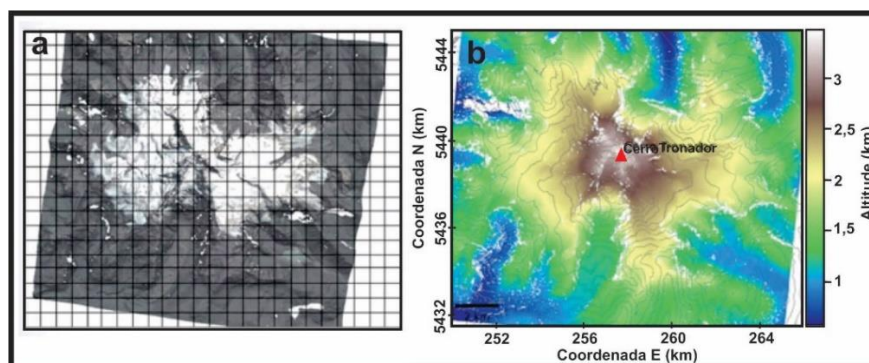 a
b
5444
5440
5436
5432
Coordenada N (km)
Cerro Tronador
252
256
260
264
Coordenada E (km)
3
2,5
2
1,5
1
Altitude (km)